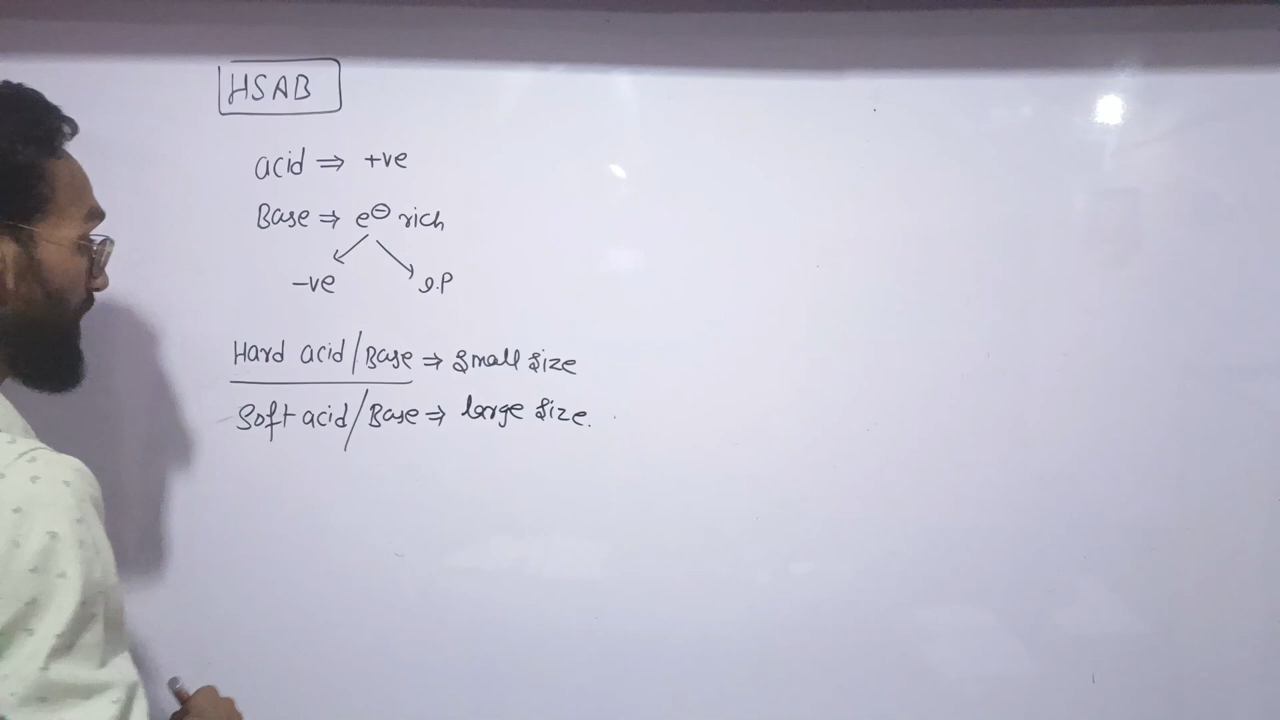 HSAB
acid ⇒ +ve
Base ⇒ e⊖ rich
-ve l.P
Hard acid/Base ⇒ Small Size
Soft acid/Base ⇒ large Size.